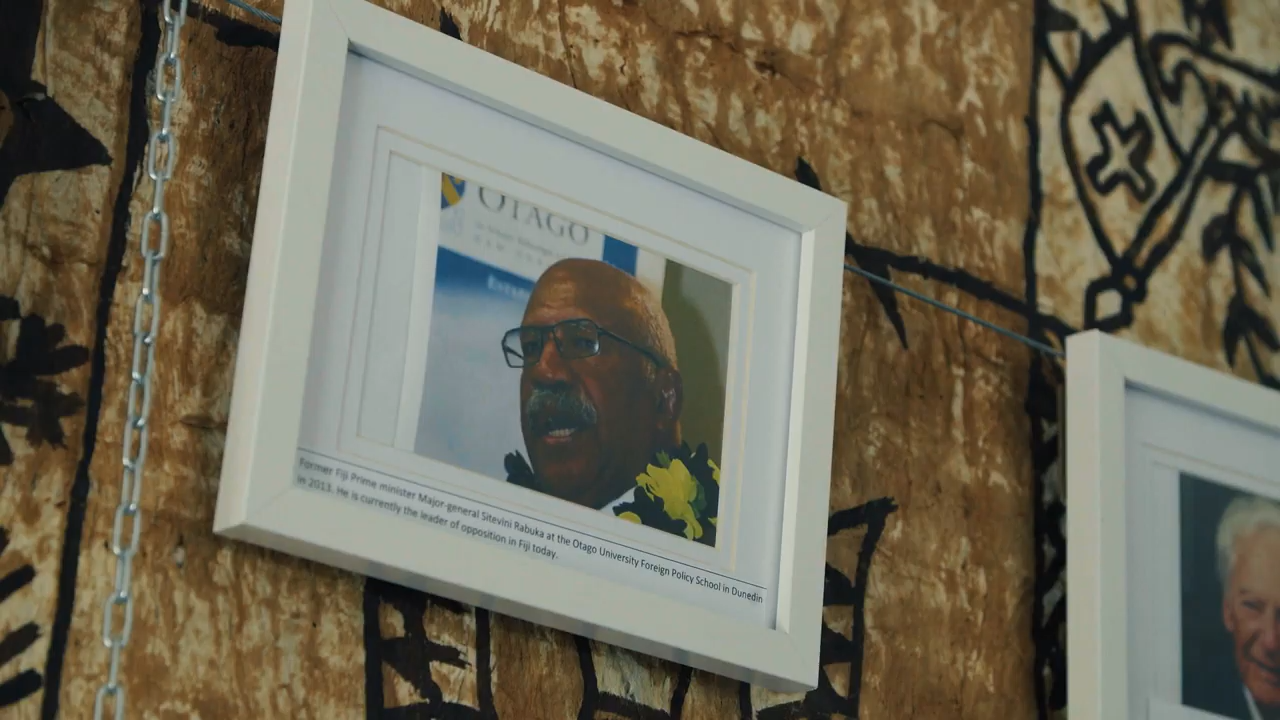 OTAGO
Former Fiji Prime minister Major-general Sitevini Rabuka at the Otago University Foreign Policy School in Dunedin
in 2013. He is currently the leader of opposition in Fiji today.